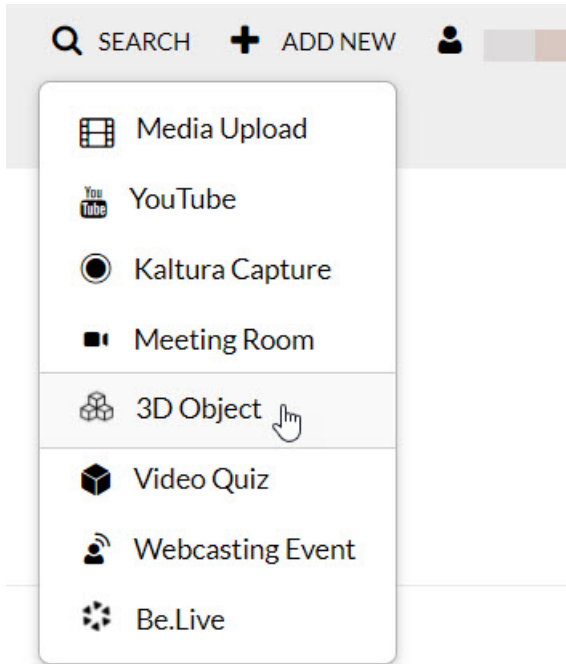 SEARCH ADD NEW
Media Upload
You Tube YouTube
Kaltura Capture
Meeting Room
3D Object
Video Quiz
Webcasting Event
Be.Live